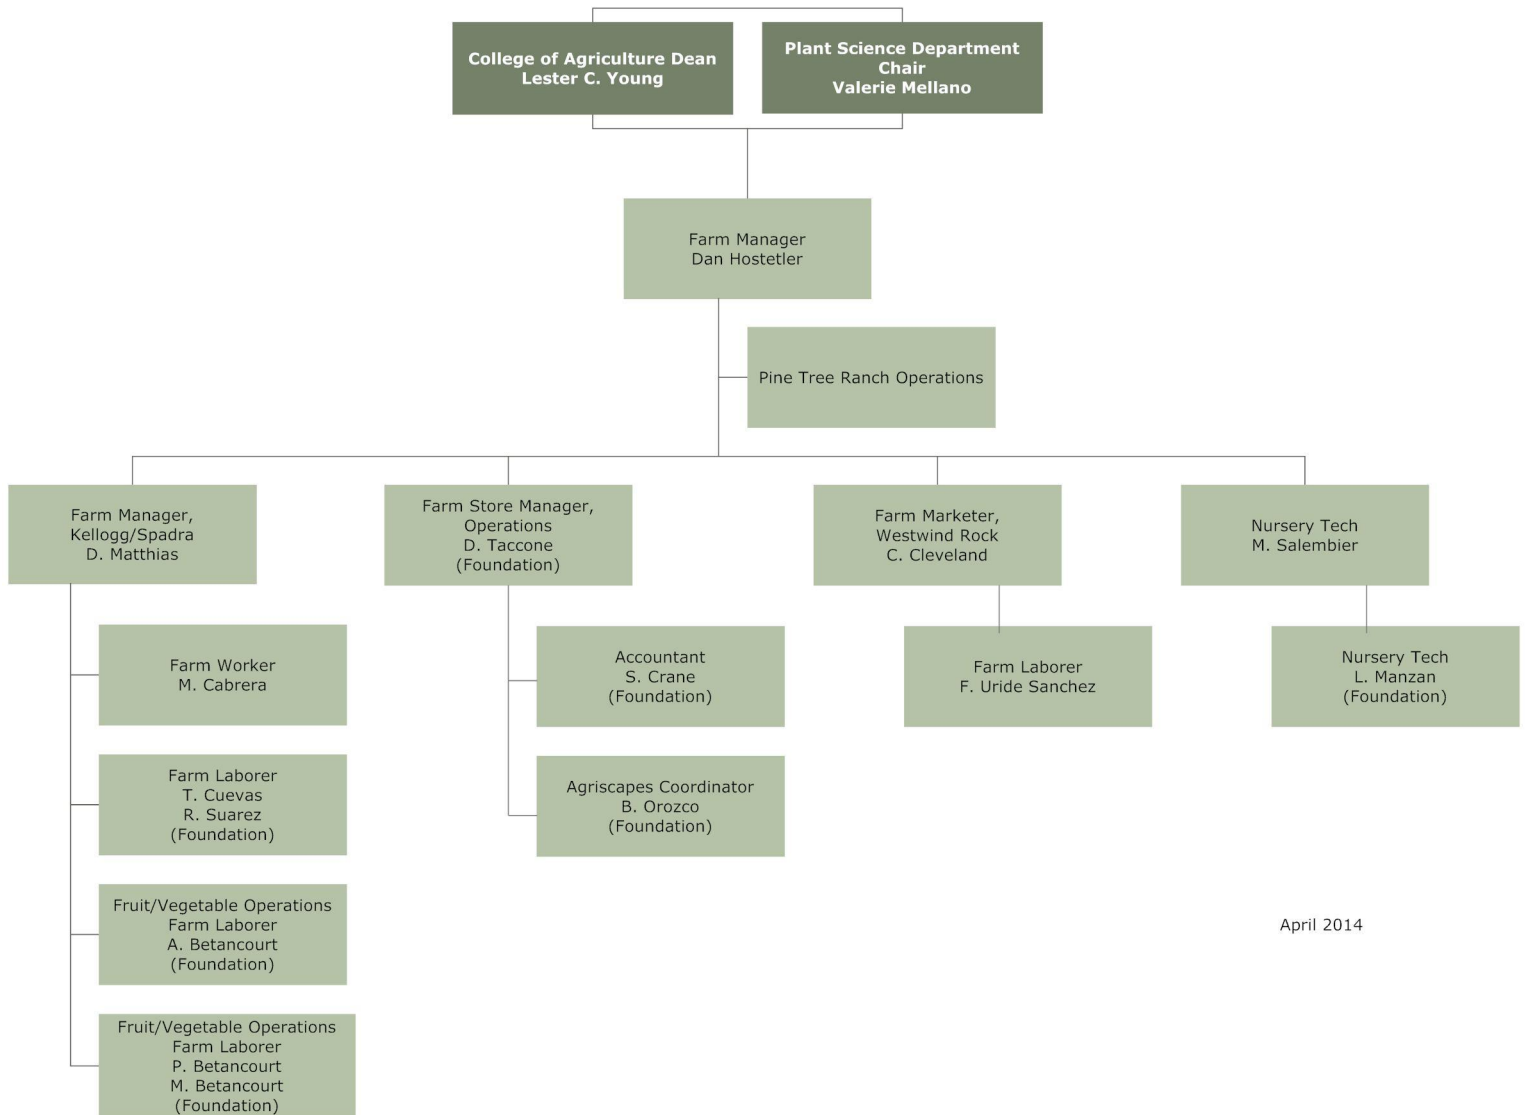 College of Agriculture Dean
Lester C. Young
Plant Science Department
Chair
Valerie Mellano
Farm Manager
Dan Hostetler
Pine Tree Ranch Operations
Farm Manager,
Kellogg/Spadra
D. Matthias
Farm Store Manager,
Operations
D. Taccone
(Foundation)
Farm Marketer,
Westwind Rock
C. Cleveland
Nursery Tech
M. Salembier
Farm Worker
M. Cabrera
Farm Laborer
T. Cuevas
R. Suarez
(Foundation)
Fruit/Vegetable Operations
Farm Laborer
A. Betancourt
(Foundation)
Fruit/Vegetable Operations
Farm Laborer
P. Betancourt
M. Betancourt
(Foundation)
Accountant
S. Crane
(Foundation)
Agriscapes Coordinator
B. Orozco
(Foundation)
Farm Laborer
F. Uride Sanchez
Nursery Tech
L. Manzan
(Foundation)
April 2014